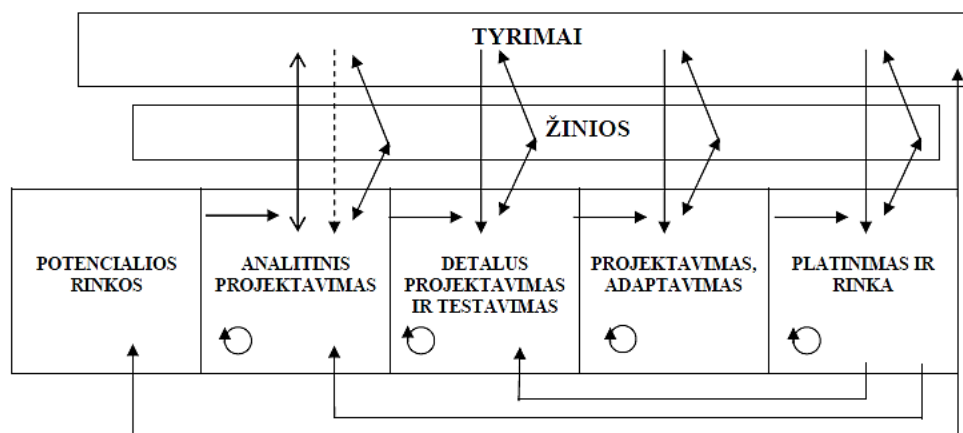 TYRIMAI
ŽINIOS
POTENCIALIOS
RINKOS
ANALITINIS
PROJEKTAVIMAS
DETALUS
PROJEKTAVIMAS
IR TESTAVIMAS
PROJEKTAVIMAS,
ADAPTAVIMAS
PLATINIMAS IR
RINKA